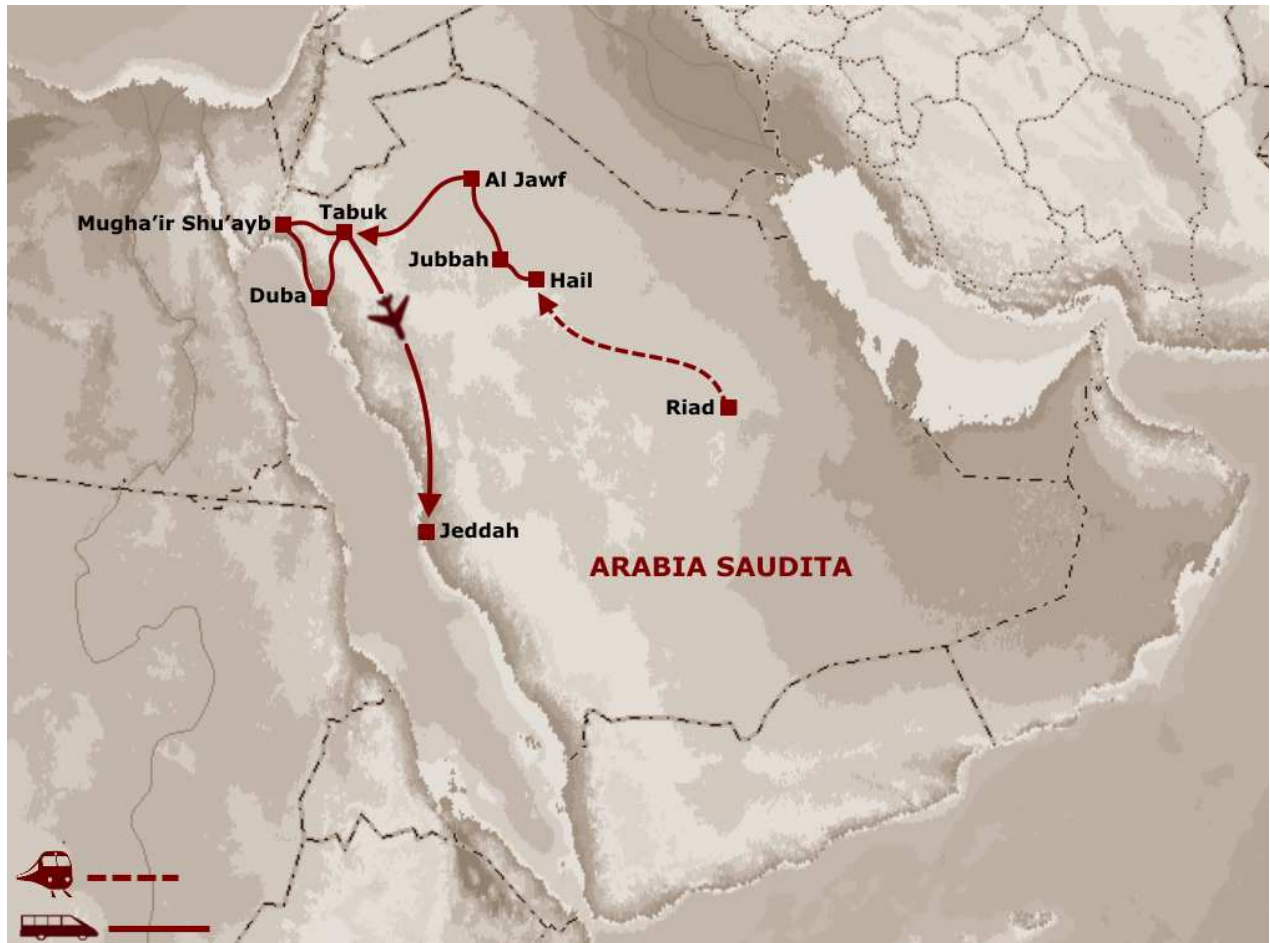 Al Jawf
Tabuk
Mugha'ir Shu'ayb
Jubbah
Hail
Duba
Riad
Jeddah
ARABIA SAUDITA